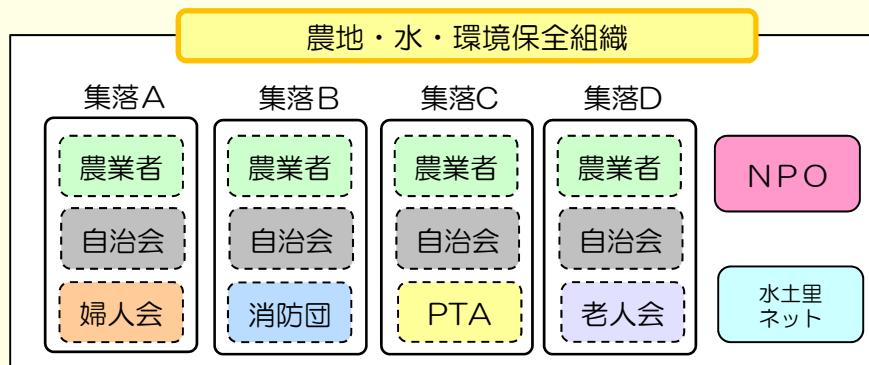 農地・水・環境保全組織
集落A
集落B
集落C
集落D
農業者
農業者
農業者
農業者
NPO
自治会
自治会
自治会
自治会
婦人会
消防団
PTA
老人会
水土里
ネット